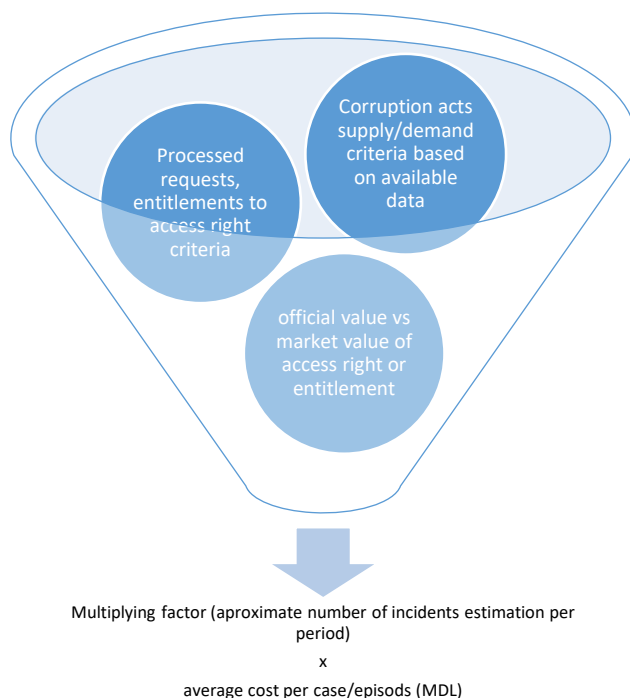 Corruption acts
supply/demand
criteria based
on available
data
Processed
requests,
entitlements to
access right
criteria
official value vs
market value of
access right or
entitlement
Multiplying factor (aproximate number of incidents estimation per
period)
x
average cost per case/episods (MDL)